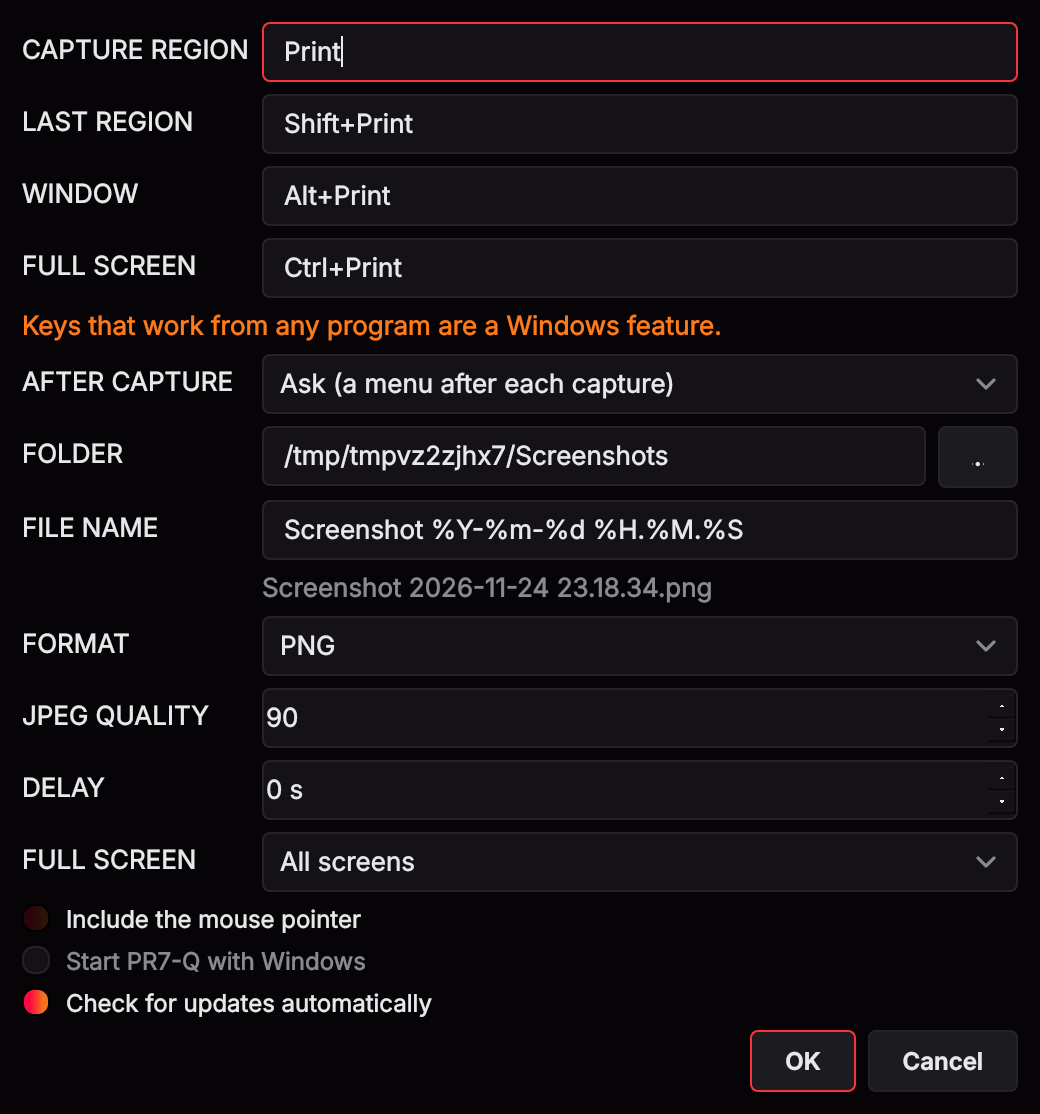 CAPTURE REGION Print
LAST REGION Shift+Print
WINDOW Alt+Print
FULL SCREEN Ctrl+Print
Keys that work from any program are a Windows feature.
AFTER CAPTURE Ask (a menu after each capture)
FOLDER /tmp/tmpvz2zjhx7/Screenshots ..
FILE NAME Screenshot %Y-%m-%d %H.%M.%S
Screenshot 2026-11-24 23.18.34.png
FORMAT PNG
JPEG QUALITY 90
DELAY 0 s
FULL SCREEN All screens
Include the mouse pointer
Start PR7-Q with Windows
Check for updates automatically
OK Cancel